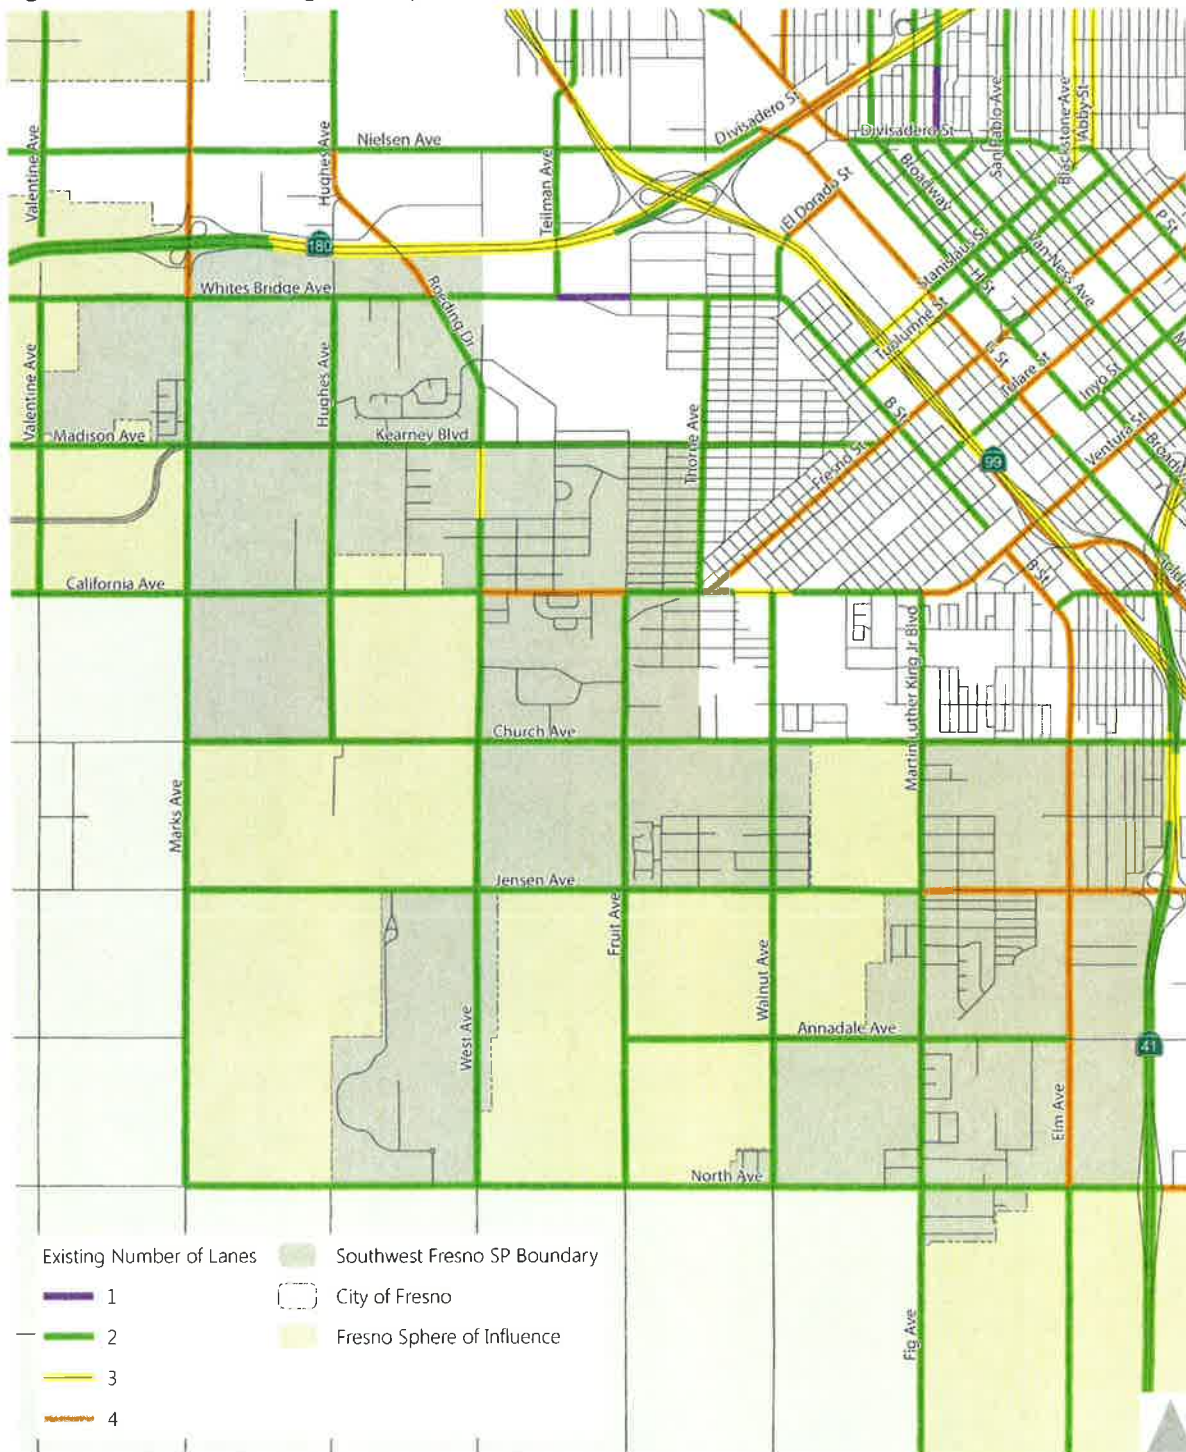 Valentine Ave
Hughes Ave
Nielsen Ave
Teilman Ave
Divisadero St
Divisadero St
Broadway
San Pablo Ave
Blackstone Ave
Abby St
El Dorado St
P St
Stanislaus St
Van Ness Ave
H St
180
Whites Bridge Ave
Roeding Dr
Tuolumne St
G St
Tulare St
Inyo St
Valentine Ave
Hughes Ave
Madison Ave
Kearney Blvd
Thorne Ave
B St
Fresno St
Ventura St
99
California Ave
B St
Martin Luther King Jr Blvd
Church Ave
Marks Ave
Jensen Ave
Fruit Ave
Walnut Ave
West Ave
Annadale Ave
41
Elm Ave
North Ave
Fig Ave
Existing Number of Lanes
1
2
3
4
Southwest Fresno SP Boundary
City of Fresno
Fresno Sphere of Influence